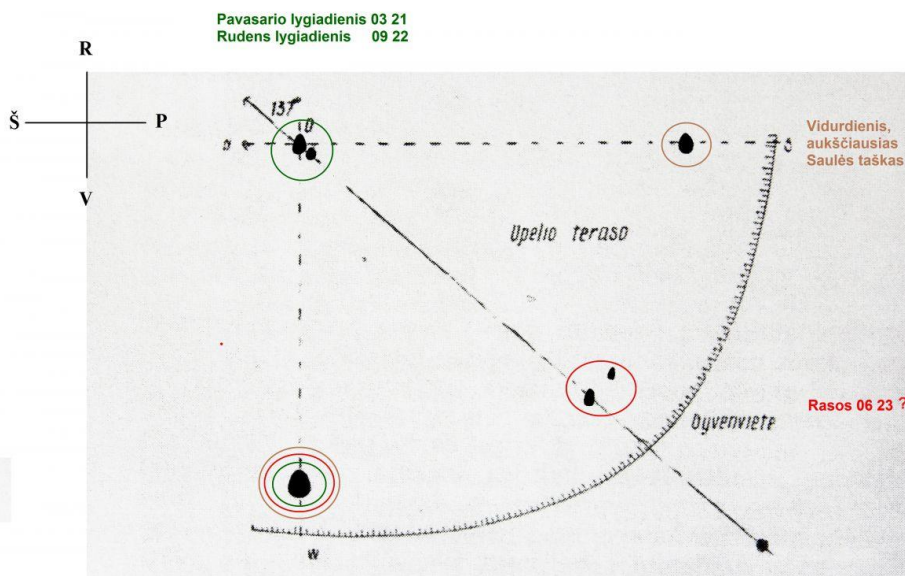 Pavasario lygiadienis 03 21
Rudens lygiadienis 09 22
R
Š P
V
137°
Vidurdienis,
aukščiausias
Saulės taškas
Upelio teraso
Rasos 06 23 ?
Gyvenviete
w